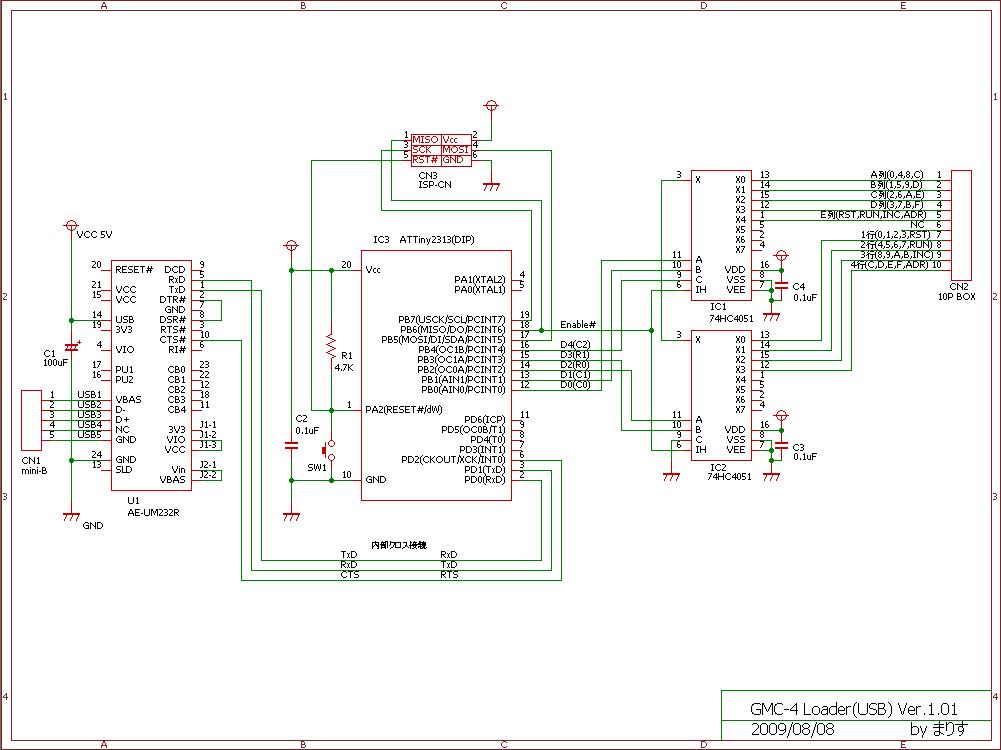 A B C D E
1 1
2 2
3 3
4 4
VCC 5V
C1
100uF
GND
CN1
mini-B
1 USB1
2 USB2
3 USB3
4 USB4
5 USB5
20 RESET# DCD 9
RxD 5
21 VCC TxD 1
15 VCC DTR# 2
GND 7
14 USB DSR# 8
19 3V3 RTS# 3
CTS# 10
4 VIO RI# 6
17 PU1 CB0 23
16 PU2 CB1 22
CB2 12
VBAS CB3 18
D- CB4 11
D+
NC 3V3 J1-1
GND VIO J1-2
VCC J1-3
24 GND
13 SLD Vin J2-1
VBAS J2-2
U1
AE-UM232R
1 MISO Vcc 2
3 SCK MOSI 4
5 RST# GND 6
CN3
ISP-CN
IC3 ATTiny2313(DIP)
20 Vcc
PA1(XTAL2) 4
PA0(XTAL1) 5
PB7(USCK/SCL/PCINT7) 19
PB6(MISO/DO/PCINT6) 18
PB5(MOSI/DI/SDA/PCINT5) 17
PB4(OC1B/PCINT4) 16
PB3(OC1A/PCINT3) 15
PB2(OC0A/PCINT2) 14
PB1(AIN1/PCINT1) 13
PB0(AIN0/PCINT0) 12
1 PA2(RESET#/dW)
PD6(ICP) 11
PD5(OC0B/T1) 9
PD4(T0) 8
PD3(INT1) 7
PD2(CKOUT/XCK/INT0) 6
PD1(TxD) 3
PD0(RxD) 2
10 GND
R1
4.7K
C2
0.1uF
SW1
Enable#
D4(C2)
D3(R1)
D2(R0)
D1(C1)
D0(C0)
内部クロス接続
TxD RxD
RxD TxD
CTS RTS
3 X X0 13
X1 14
X2 15
X3 12
X4 1
X5 5
X6 2
X7 4
11 A
10 B VDD 16
9 C VSS 8
6 IH VEE 7
IC1
74HC4051
C4
0.1uF
3 X X0 13
X1 14
X2 15
X3 12
X4 1
X5 5
X6 2
X7 4
11 A
10 B VDD 16
9 C VSS 8
6 IH VEE 7
IC2
74HC4051
C3
0.1uF
A列(0,4,8,C) 1
B列(1,5,9,D) 2
C列(2,6,A,E) 3
D列(3,7,B,F) 4
E列(RST,RUN,INC,ADR) 5
NC 6
1行(0,1,2,3,RST) 7
2行(4,5,6,7,RUN) 8
3行(8,9,A,B,INC) 9
4行(C,D,E,F,ADR) 10
CN2
10P BOX
GMC-4 Loader(USB) Ver.1.01
2009/08/08 by まりす
A B C D E